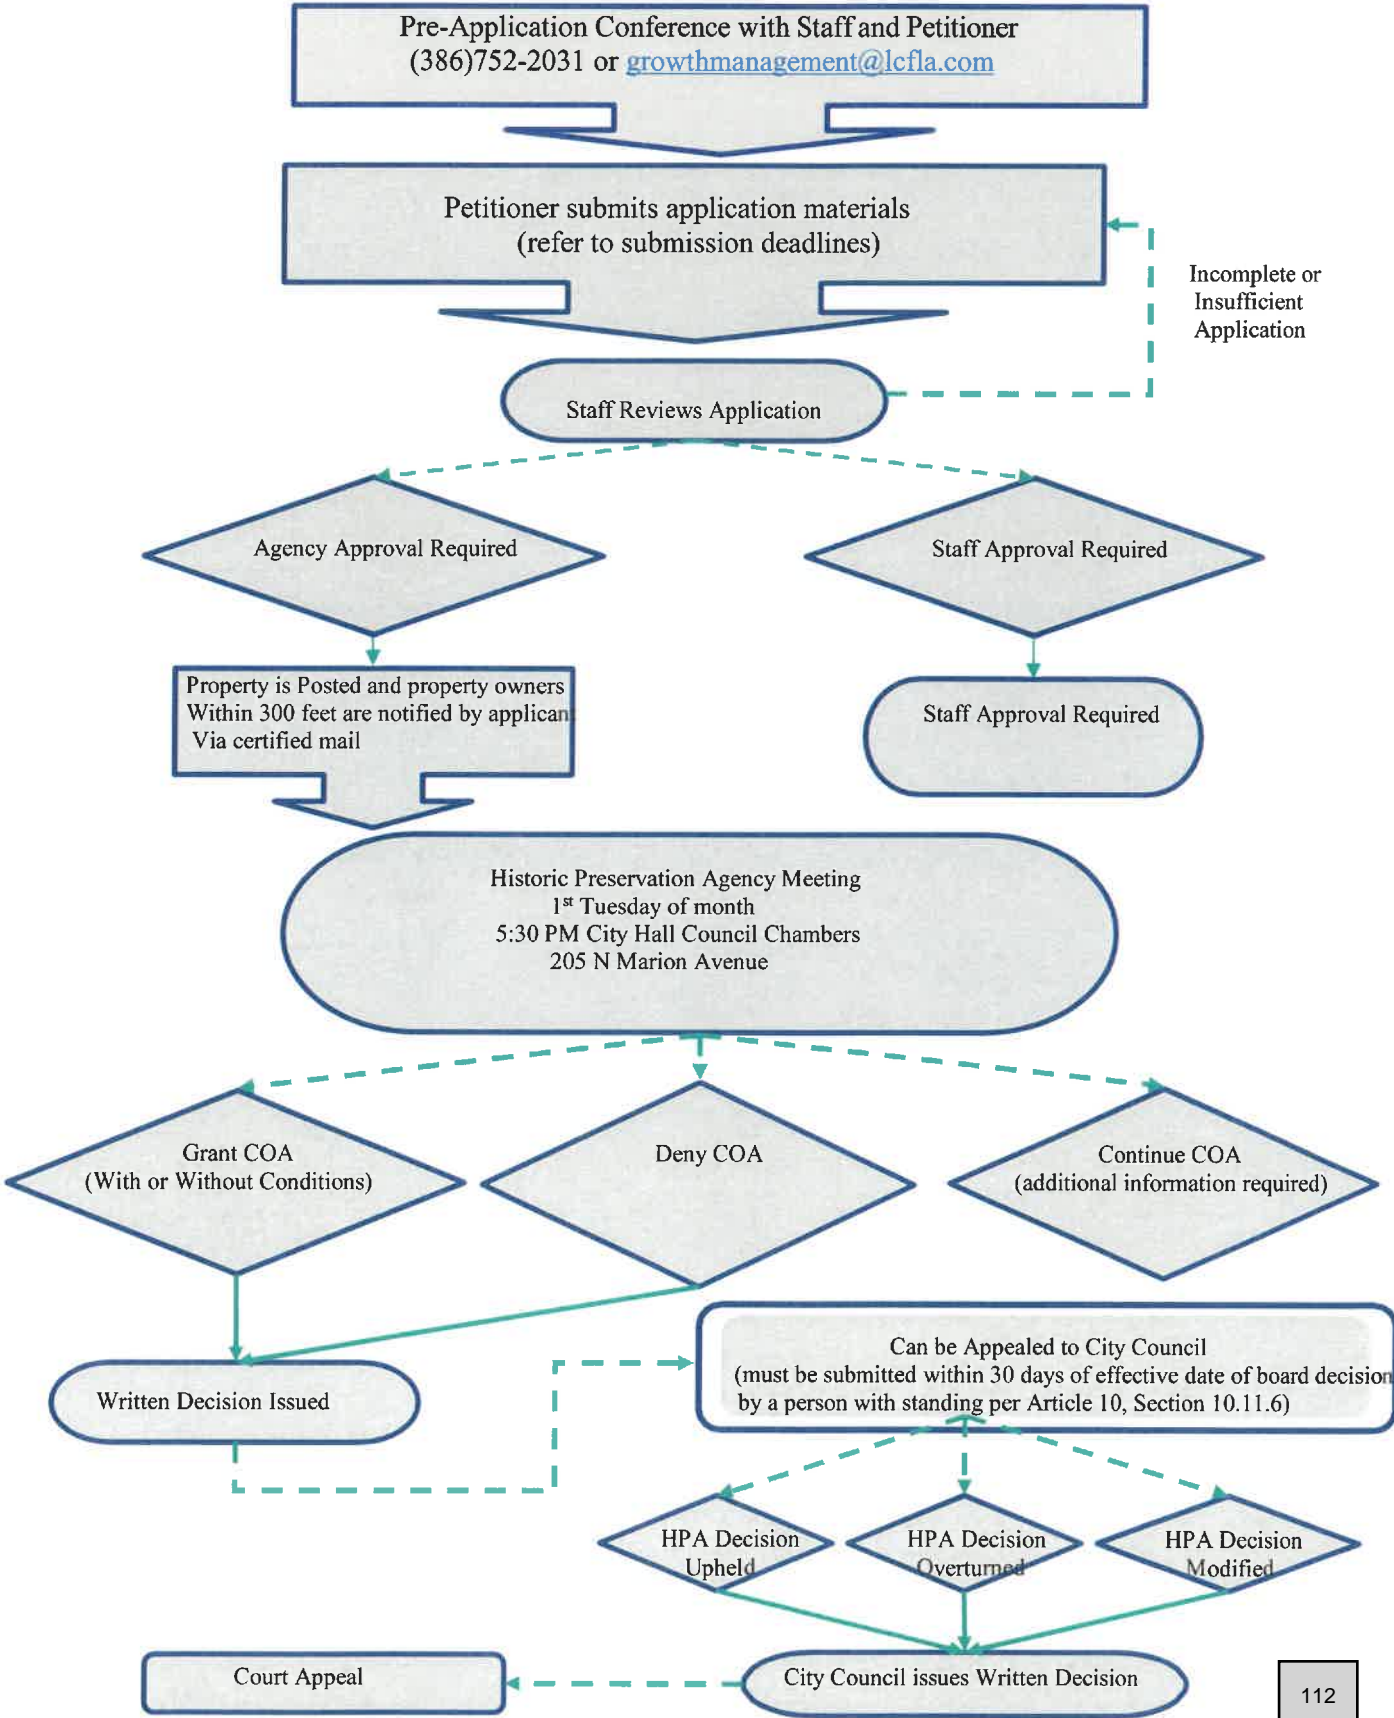 Pre-Application Conference with Staff and Petitioner
(386)752-2031 or growthmanagement@lcfla.com
Petitioner submits application materials
(refer to submission deadlines)
Incomplete or
Insufficient
Application
Staff Reviews Application
Agency Approval Required
Staff Approval Required
Property is Posted and property owners
Within 300 feet are notified by applicant
Via certified mail
Staff Approval Required
Historic Preservation Agency Meeting
1st Tuesday of month
5:30 PM City Hall Council Chambers
205 N Marion Avenue
Grant COA
(With or Without Conditions)
Deny COA
Continue COA
(additional information required)
Can be Appealed to City Council
(must be submitted within 30 days of effective date of board decision
by a person with standing per Article 10, Section 10.11.6)
Written Decision Issued
HPA Decision
Upheld
HPA Decision
Overturned
HPA Decision
Modified
Court Appeal
City Council issues Written Decision
112